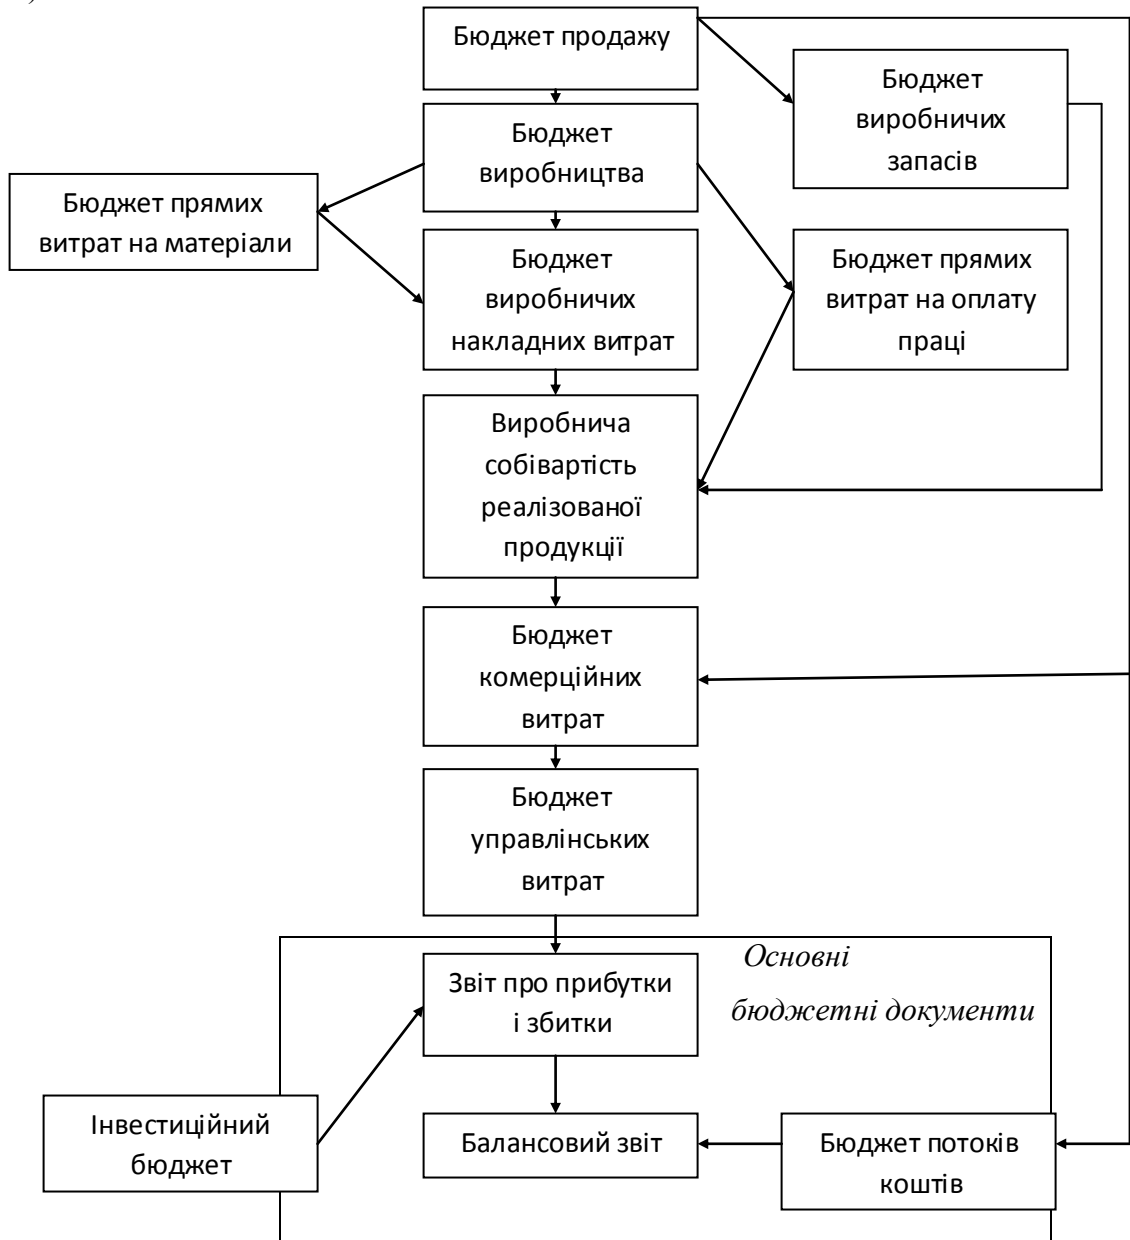 Бюджет продажу
Бюджет
виробничих
запасів
Бюджет
виробництва
Бюджет прямих
витрат на матеріали
Бюджет
виробничих
накладних витрат
Бюджет прямих
витрат на оплату
праці
Виробнича
собівартість
реалізованої
продукції
Бюджет
комерційних
витрат
Бюджет
управлінських
витрат
Основні
бюджетні документи
Звіт про прибутки
і збитки
Інвестиційний
бюджет
Балансовий звіт
Бюджет потоків
коштів